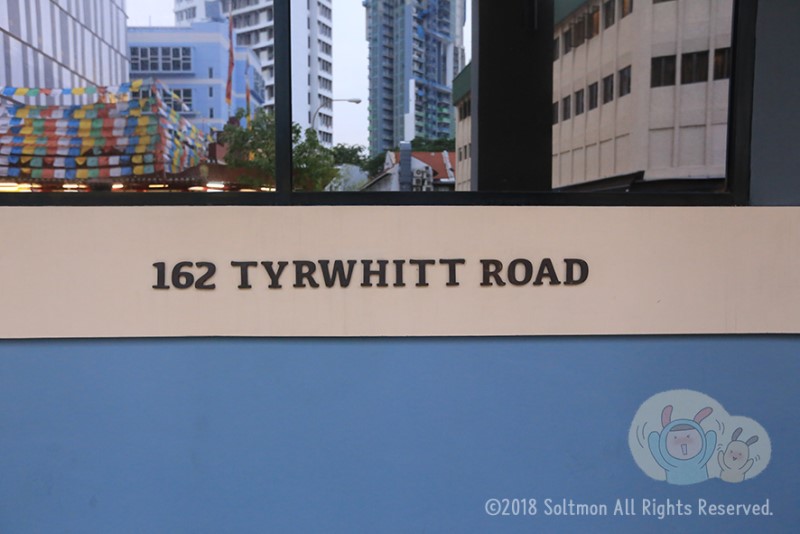 162 TYRWHITT ROAD
©2018 Soltmon All Rights Reserved.